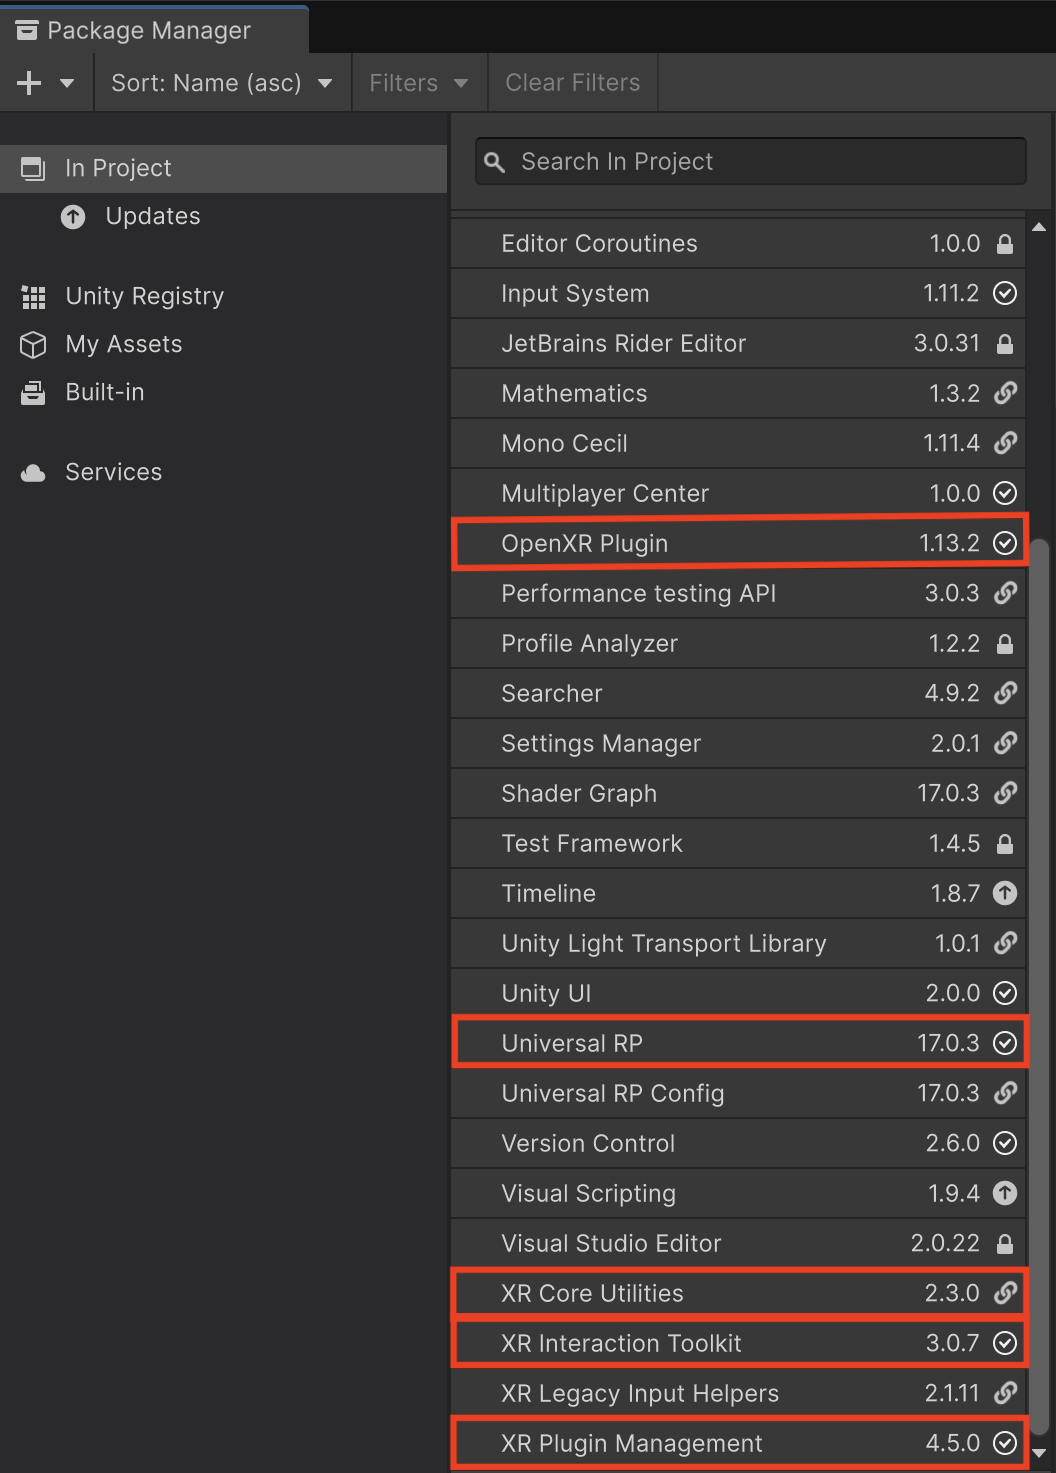 Package Manager
Sort: Name (asc) Filters Clear Filters
In Project
Updates
Unity Registry
My Assets
Built-in
Services
Search In Project
Editor Coroutines 1.0.0
Input System 1.11.2
JetBrains Rider Editor 3.0.31
Mathematics 1.3.2
Mono Cecil 1.11.4
Multiplayer Center 1.0.0
OpenXR Plugin 1.13.2
Performance testing API 3.0.3
Profile Analyzer 1.2.2
Searcher 4.9.2
Settings Manager 2.0.1
Shader Graph 17.0.3
Test Framework 1.4.5
Timeline 1.8.7
Unity Light Transport Library 1.0.1
Unity UI 2.0.0
Universal RP 17.0.3
Universal RP Config 17.0.3
Version Control 2.6.0
Visual Scripting 1.9.4
Visual Studio Editor 2.0.22
XR Core Utilities 2.3.0
XR Interaction Toolkit 3.0.7
XR Legacy Input Helpers 2.1.11
XR Plugin Management 4.5.0